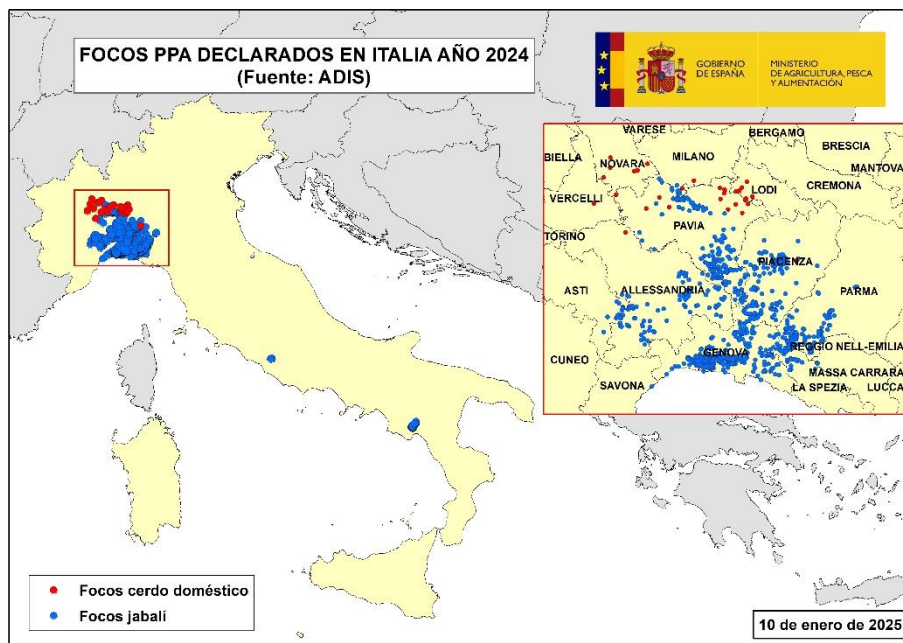 FOCOS PPA DECLARADOS EN ITALIA AÑO 2024
(Fuente: ADIS)
GOBIERNO
DE ESPAÑA
MINISTERIO
DE AGRICULTURA, PESCA
Y ALIMENTACIÓN
VARESE
BERGAMO
BRESCIA
BIELLA
NOVARA
MILANO
MANTOVA
VERCELLI
LODI
CREMONA
TORINO
PAVIA
PIACENZA
ASTI
ALLESSANDRIA
PARMA
CUNEO
GENOVA
REGGIO NELL-EMILIA
MASSA CARRARA
SAVONA
LA SPEZIA
LUCCA
Focos cerdo doméstico
Focos jabalí
10 de enero de 2025